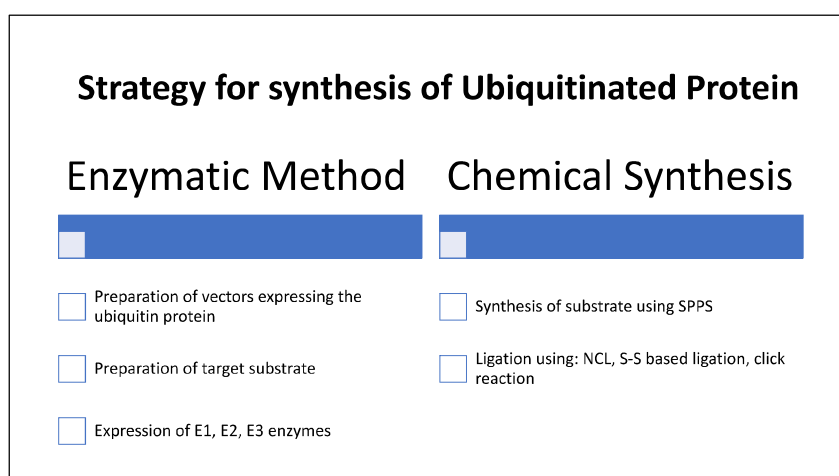 Strategy for synthesis of Ubiquitinated Protein
Enzymatic Method
Preparation of vectors expressing the
ubiquitin protein
Preparation of target substrate
Expression of E1, E2, E3 enzymes
Chemical Synthesis
Synthesis of substrate using SPPS
Ligation using: NCL, S-S based ligation, click
reaction